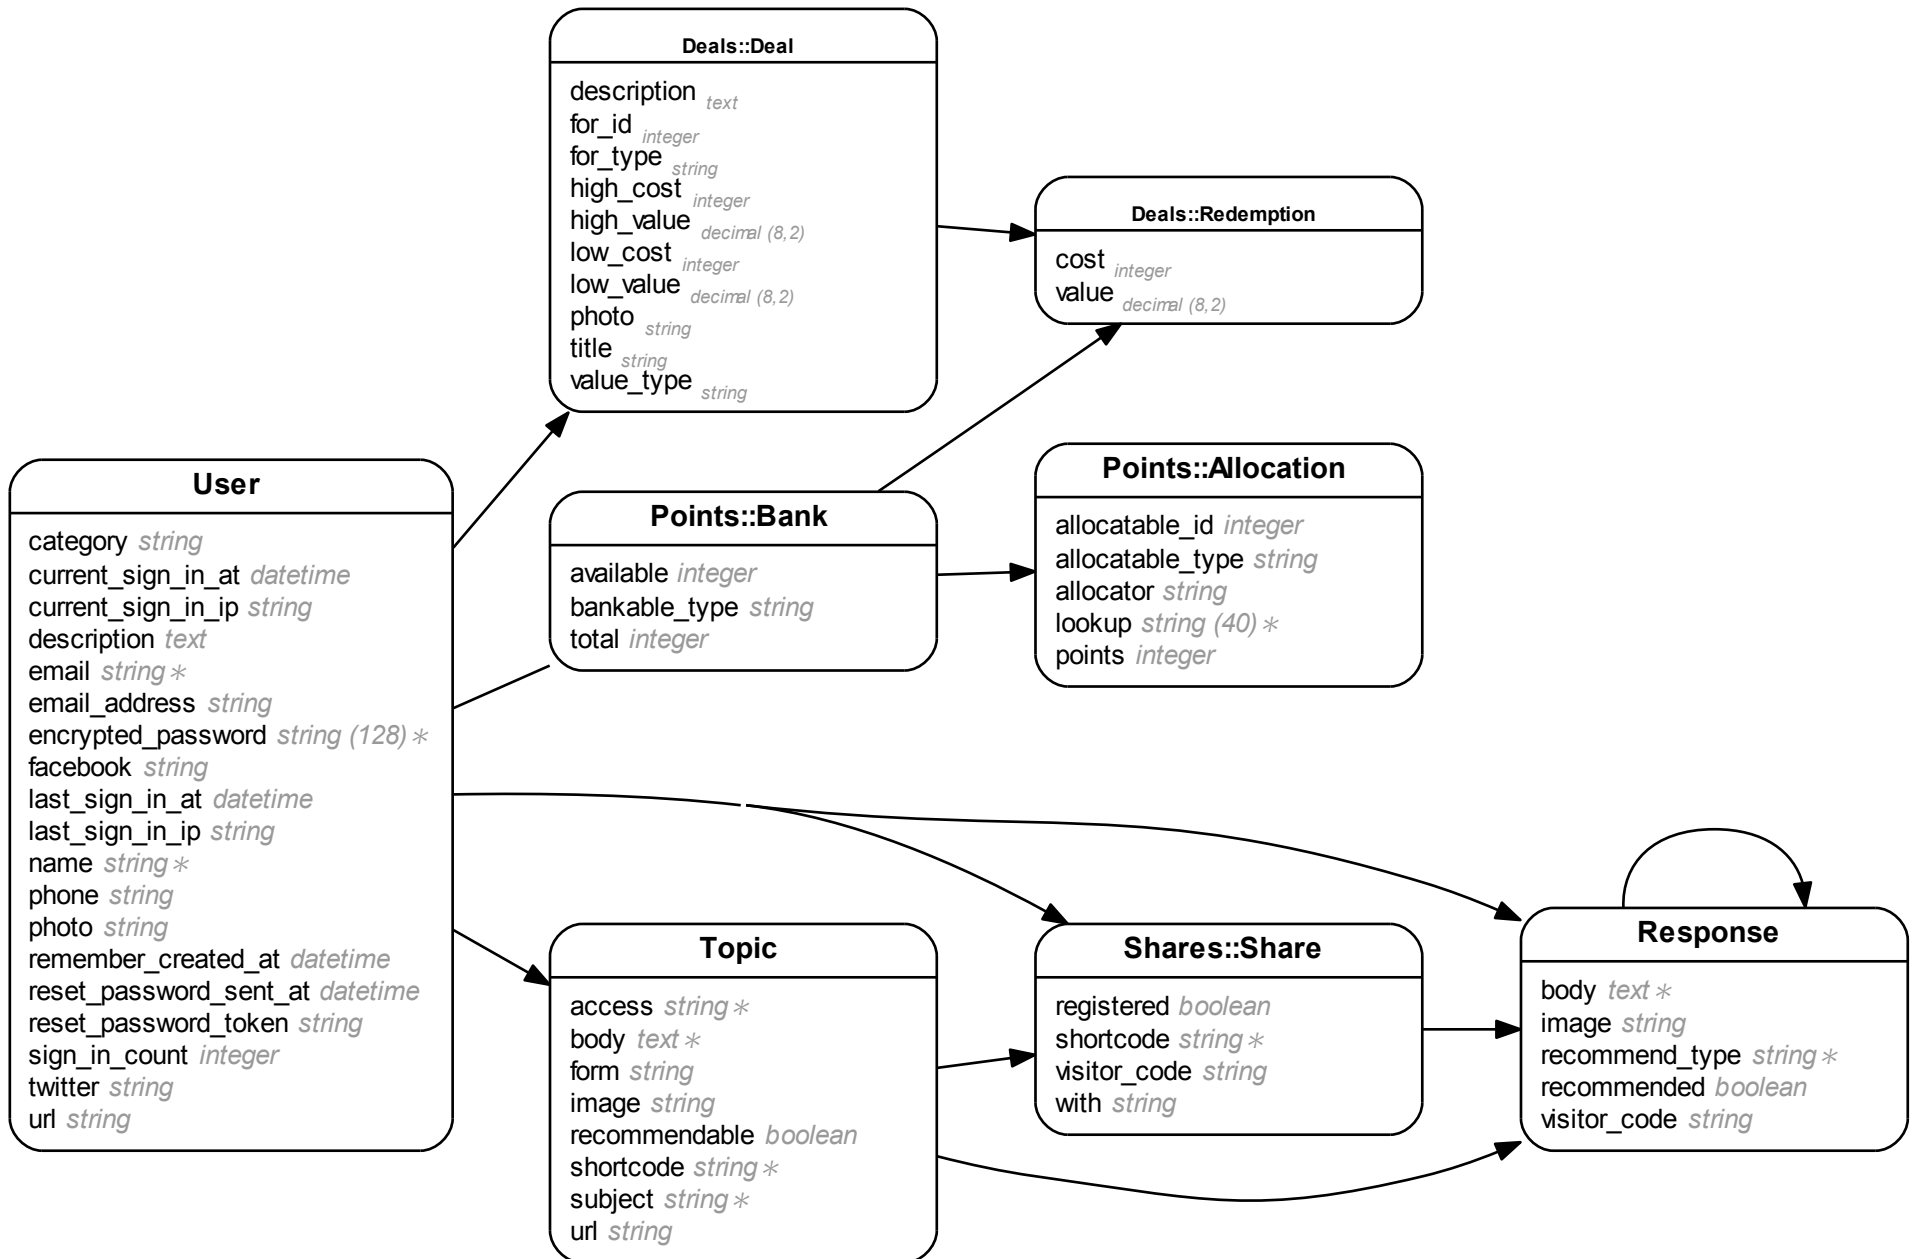 Deals::Deal
description text
for_id integer
for_type string
high_cost integer
high_value decimal (8,2)
low_cost integer
low_value decimal (8,2)
photo string
title string
value_type string
Deals::Redemption
cost integer
value decimal (8,2)
User
category string
current_sign_in_at datetime
current_sign_in_ip string
description text
email string *
email_address string
encrypted_password string (128) *
facebook string
last_sign_in_at datetime
last_sign_in_ip string
name string *
phone string
photo string
remember_created_at datetime
reset_password_sent_at datetime
reset_password_token string
sign_in_count integer
twitter string
url string
Points::Bank
available integer
bankable_type string
total integer
Points::Allocation
allocatable_id integer
allocatable_type string
allocator string
lookup string (40) *
points integer
Topic
access string *
body text *
form string
image string
recommendable boolean
shortcode string *
subject string *
url string
Shares::Share
registered boolean
shortcode string *
visitor_code string
with string
Response
body text *
image string
recommend_type string *
recommended boolean
visitor_code string